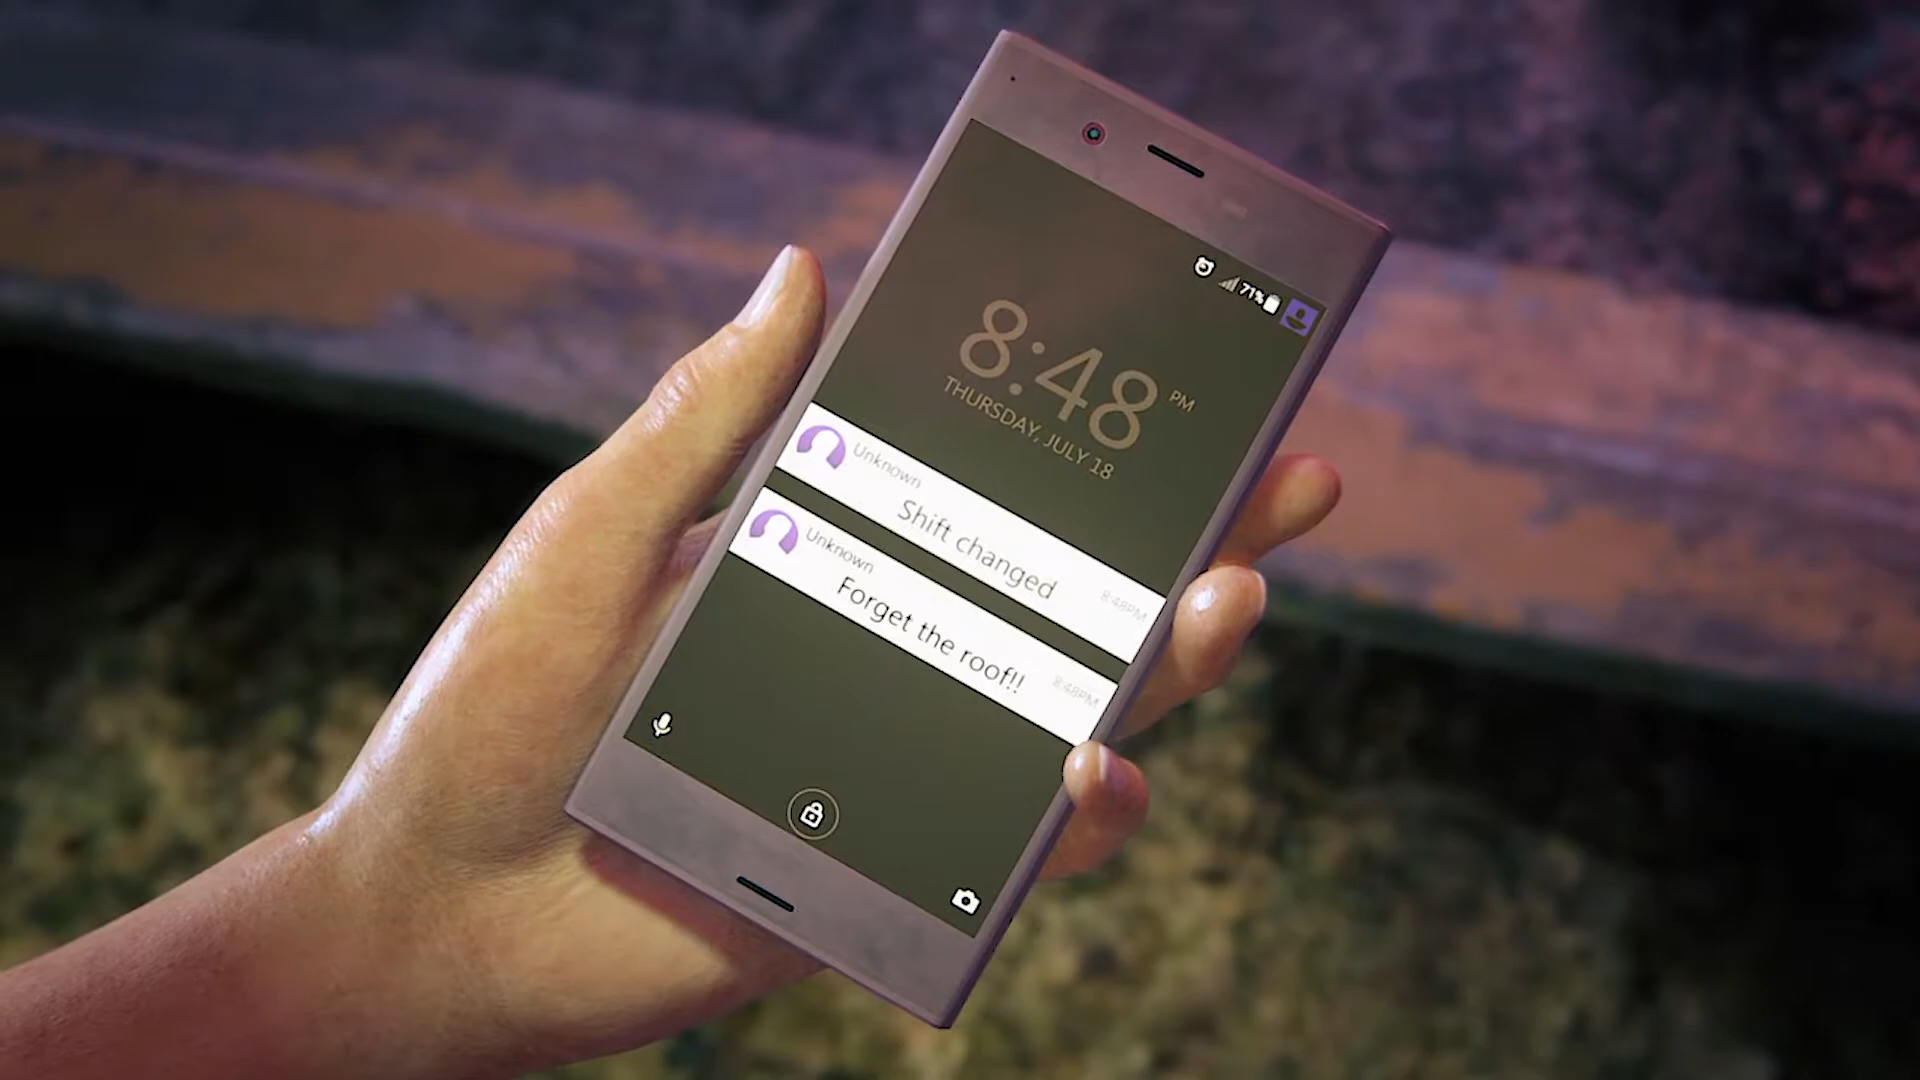 71%
8:48 PM
THURSDAY, JULY 18
Unknown
Shift changed
8:48PM
Unknown
Forget the roof!!
8:48PM